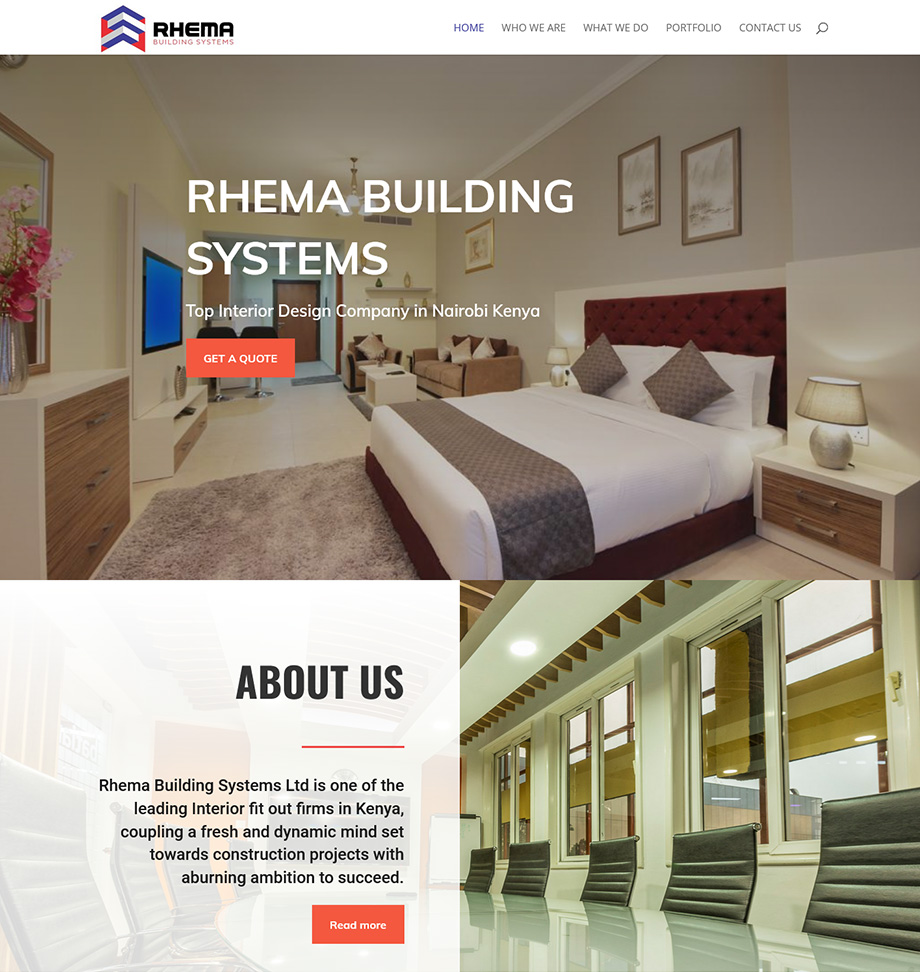 RHEMA
BUILDING SYSTEMS
HOME WHO WE ARE WHAT WE DO PORTFOLIO CONTACT US
RHEMA BUILDING
SYSTEMS
Top Interior Design Company in Nairobi Kenya
GET A QUOTE
ABOUT US
Rhema Building Systems Ltd is one of the
leading Interior fit out firms in Kenya,
coupling a fresh and dynamic mind set
towards construction projects with
aburning ambition to succeed.
Read more